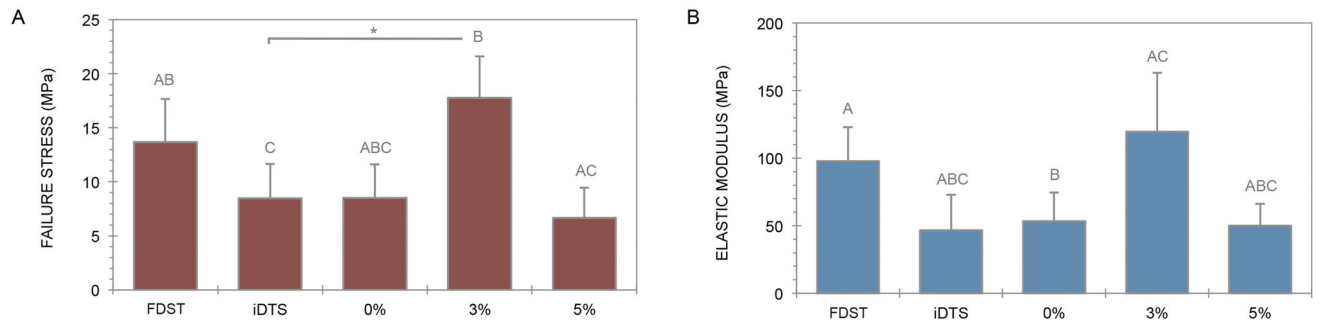 A
FAILURE STRESS (MPa)
25
20
15
10
5
0
AB
C
ABC
B
AC
*
FDST iDTS 0% 3% 5%
B
ELASTIC MODULUS (MPa)
200
150
100
50
0
A
ABC
B
AC
ABC
FDST iDTS 0% 3% 5%